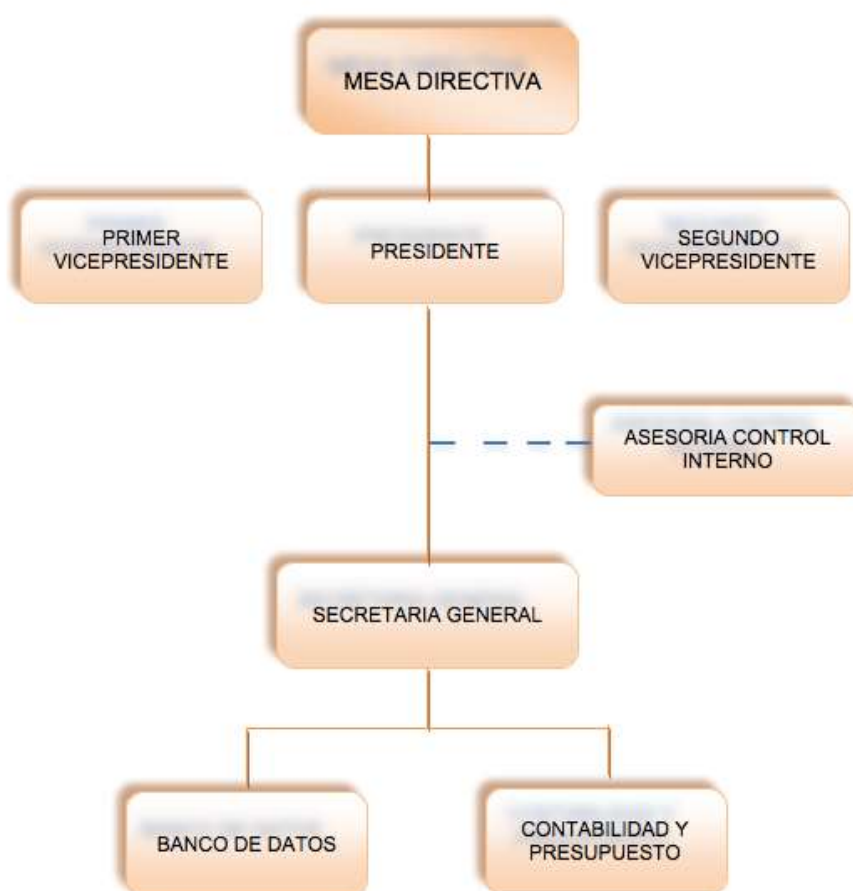 MESA DIRECTIVA
PRIMER
VICEPRESIDENTE
PRESIDENTE
SEGUNDO
VICEPRESIDENTE
ASESORIA CONTROL
INTERNO
SECRETARIA GENERAL
BANCO DE DATOS
CONTABILIDAD Y
PRESUPUESTO